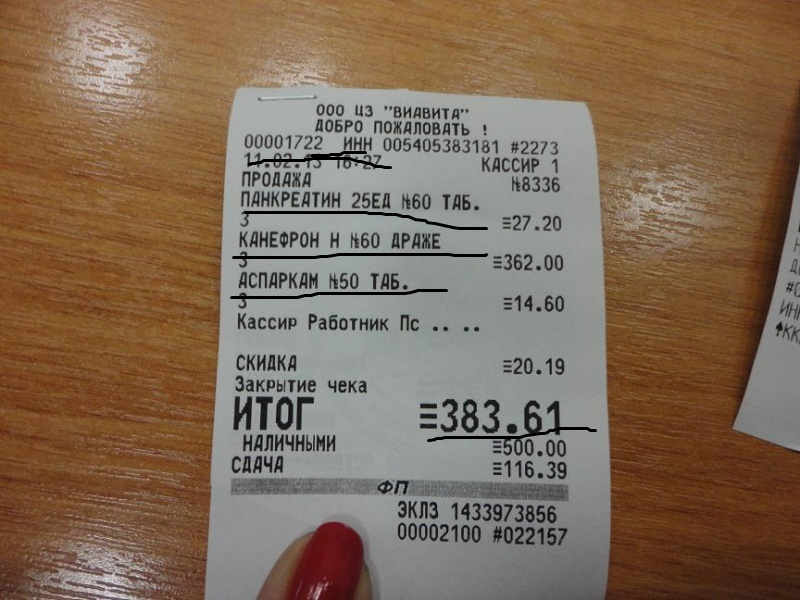 ООО ЦЗ "ВИАВИТА"
ДОБРО ПОЖАЛОВАТЬ !
00001722 ИНН 005405383181 #2273
11.02.13 16:27 КАССИР 1
ПРОДАЖА №8336
ПАНКРЕАТИН 25ЕД №60 ТАБ.
3 ≡27.20
КАНЕФРОН Н №60 ДРАЖЕ
3 ≡362.00
АСПАРКАМ №50 ТАБ.
3 ≡14.60
Кассир Работник Пс .. ..
СКИДКА ≡20.19
Закрытие чека
ИТОГ ≡383.61
НАЛИЧНЫМИ ≡500.00
СДАЧА ≡116.39
ФП
ЭКЛЗ 1433973856
00002100 #022157